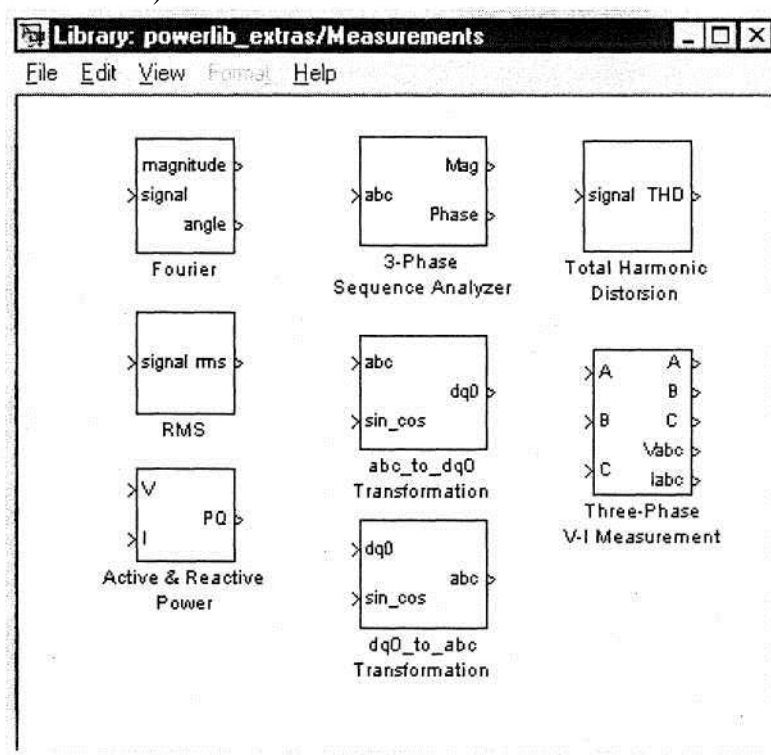 Library: powerlib_extras/Measurements
File Edit View Format Help
magnitude
signal
angle
Fourier
Mag
abc
Phase
3-Phase
Sequence Analyzer
signal THD
Total Harmonic
Distorsion
signal rms
RMS
abc
dq0
sin_cos
abc_to_dq0
Transformation
A A
B
B C
Vabc
C
Iabc
Three-Phase
V-I Measurement
V
PQ
I
Active & Reactive
Power
dq0
abc
sin_cos
dq0_to_abc
Transformation